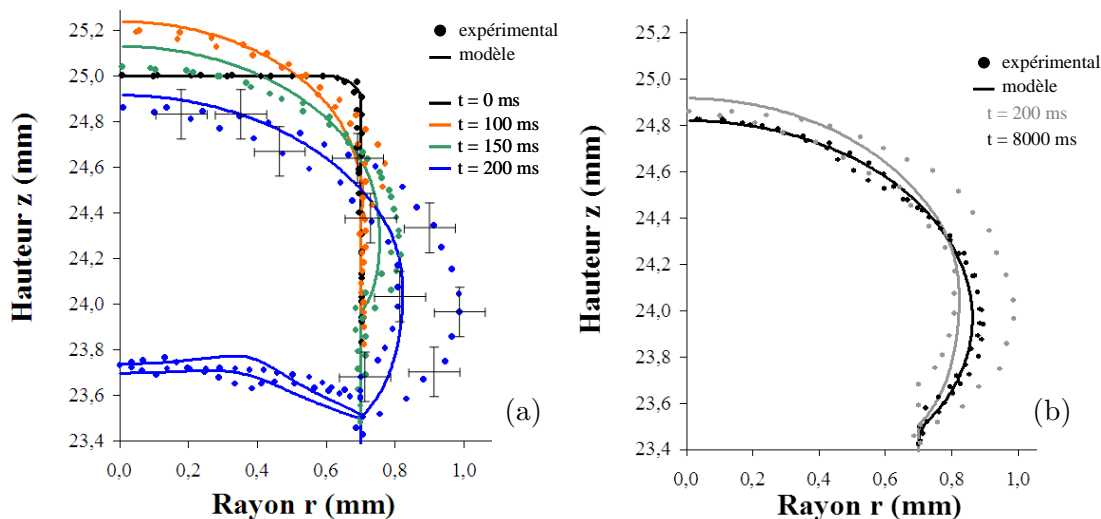 expérimental
modèle
t = 0 ms
t = 100 ms
t = 150 ms
t = 200 ms
Hauteur z (mm)
25,2
25,0
24,8
24,6
24,4
24,2
24,0
23,8
23,6
23,4
0,0
0,2
0,4
0,6
0,8
1,0
Rayon r (mm)
(a)
expérimental
modèle
t = 200 ms
t = 8000 ms
Hauteur z (mm)
25,2
25,0
24,8
24,6
24,4
24,2
24,0
23,8
23,6
23,4
0,0
0,2
0,4
0,6
0,8
1,0
Rayon r (mm)
(b)